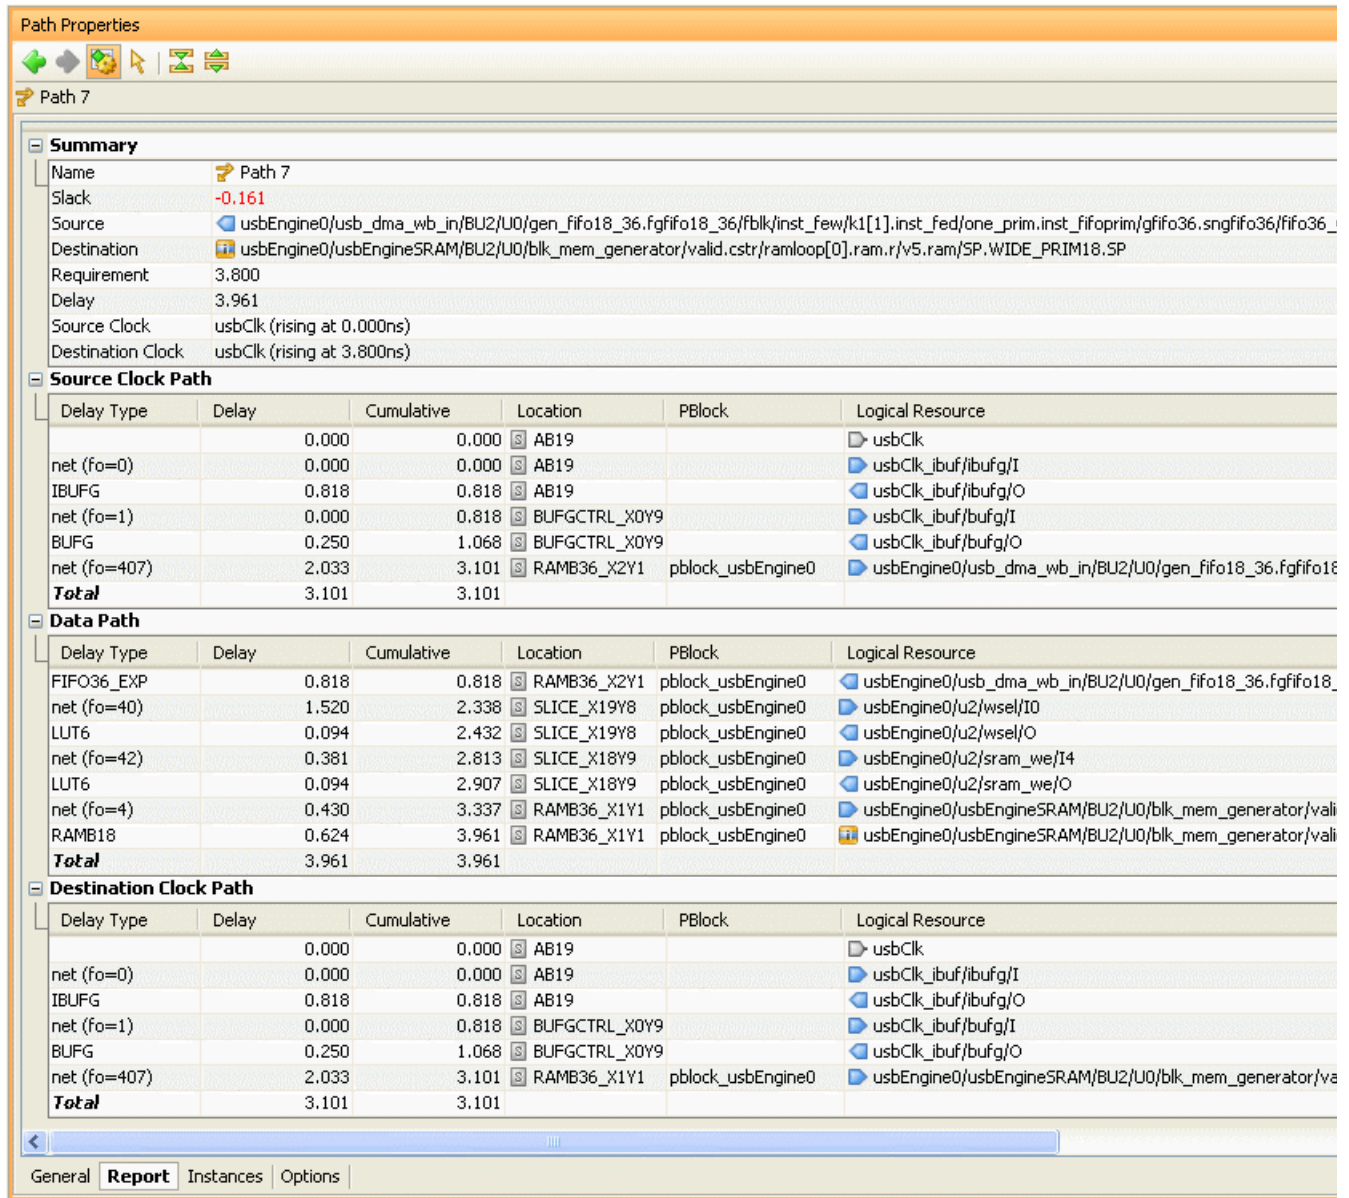 Path Properties
Path 7
Summary
Name Path 7
Slack -0.161
Source usbEngine0/usb_dma_wb_in/BU2/U0/gen_fifo18_36.fgfifo18_36/fblk/inst_few/k1[1].inst_fed/one_prim.inst_fifoprim/gfifo36.sngfifo36/fifo36_
Destination usbEngine0/usbEngineSRAM/BU2/U0/blk_mem_generator/valid.cstr/ramloop[0].ram.r/v5.ram/SP.WIDE_PRIM18.SP
Requirement 3.800
Delay 3.961
Source Clock usbClk (rising at 0.000ns)
Destination Clock usbClk (rising at 3.800ns)
Source Clock Path
Delay Type Delay Cumulative Location PBlock Logical Resource
0.000 0.000 S AB19 usbClk
net (fo=0) 0.000 0.000 S AB19 usbClk_ibuf/ibufg/I
IBUFG 0.818 0.818 S AB19 usbClk_ibuf/ibufg/O
net (fo=1) 0.000 0.818 S BUFGCTRL_X0Y9 usbClk_ibuf/bufg/I
BUFG 0.250 1.068 S BUFGCTRL_X0Y9 usbClk_ibuf/bufg/O
net (fo=407) 2.033 3.101 S RAMB36_X2Y1 pblock_usbEngine0 usbEngine0/usb_dma_wb_in/BU2/U0/gen_fifo18_36.fgfifo18
Total 3.101 3.101
Data Path
Delay Type Delay Cumulative Location PBlock Logical Resource
FIFO36_EXP 0.818 0.818 S RAMB36_X2Y1 pblock_usbEngine0 usbEngine0/usb_dma_wb_in/BU2/U0/gen_fifo18_36.fgfifo18_
net (fo=40) 1.520 2.338 S SLICE_X19Y8 pblock_usbEngine0 usbEngine0/u2/wsel/I0
LUT6 0.094 2.432 S SLICE_X19Y8 pblock_usbEngine0 usbEngine0/u2/wsel/O
net (fo=42) 0.381 2.813 S SLICE_X18Y9 pblock_usbEngine0 usbEngine0/u2/sram_we/I4
LUT6 0.094 2.907 S SLICE_X18Y9 pblock_usbEngine0 usbEngine0/u2/sram_we/O
net (fo=4) 0.430 3.337 S RAMB36_X1Y1 pblock_usbEngine0 usbEngine0/usbEngineSRAM/BU2/U0/blk_mem_generator/vali
RAMB18 0.624 3.961 S RAMB36_X1Y1 pblock_usbEngine0 usbEngine0/usbEngineSRAM/BU2/U0/blk_mem_generator/vali
Total 3.961 3.961
Destination Clock Path
Delay Type Delay Cumulative Location PBlock Logical Resource
0.000 0.000 S AB19 usbClk
net (fo=0) 0.000 0.000 S AB19 usbClk_ibuf/ibufg/I
IBUFG 0.818 0.818 S AB19 usbClk_ibuf/ibufg/O
net (fo=1) 0.000 0.818 S BUFGCTRL_X0Y9 usbClk_ibuf/bufg/I
BUFG 0.250 1.068 S BUFGCTRL_X0Y9 usbClk_ibuf/bufg/O
net (fo=407) 2.033 3.101 S RAMB36_X1Y1 pblock_usbEngine0 usbEngine0/usbEngineSRAM/BU2/U0/blk_mem_generator/va
Total 3.101 3.101
General Report Instances Options